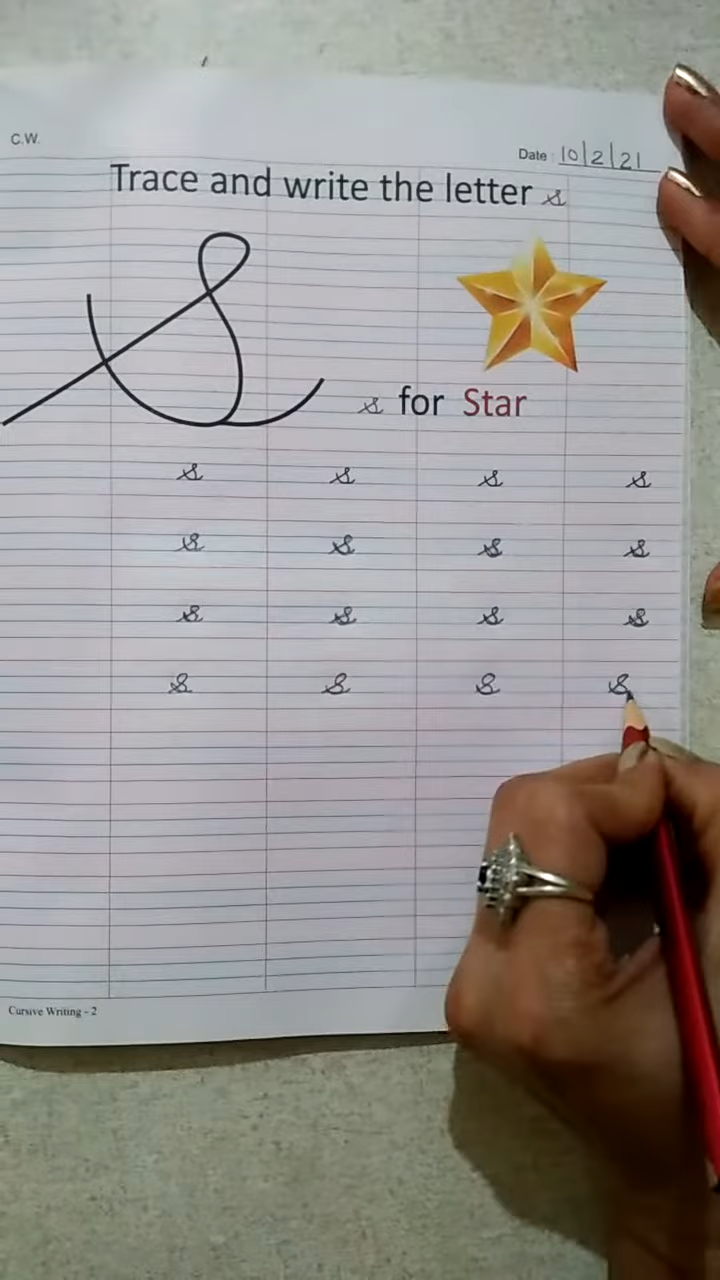 C.W.
Date : 10/2/21
Trace and write the letter S
S
S for Star
S S S S
S S S S
S S S S
S S S S
Cursive Writing - 2